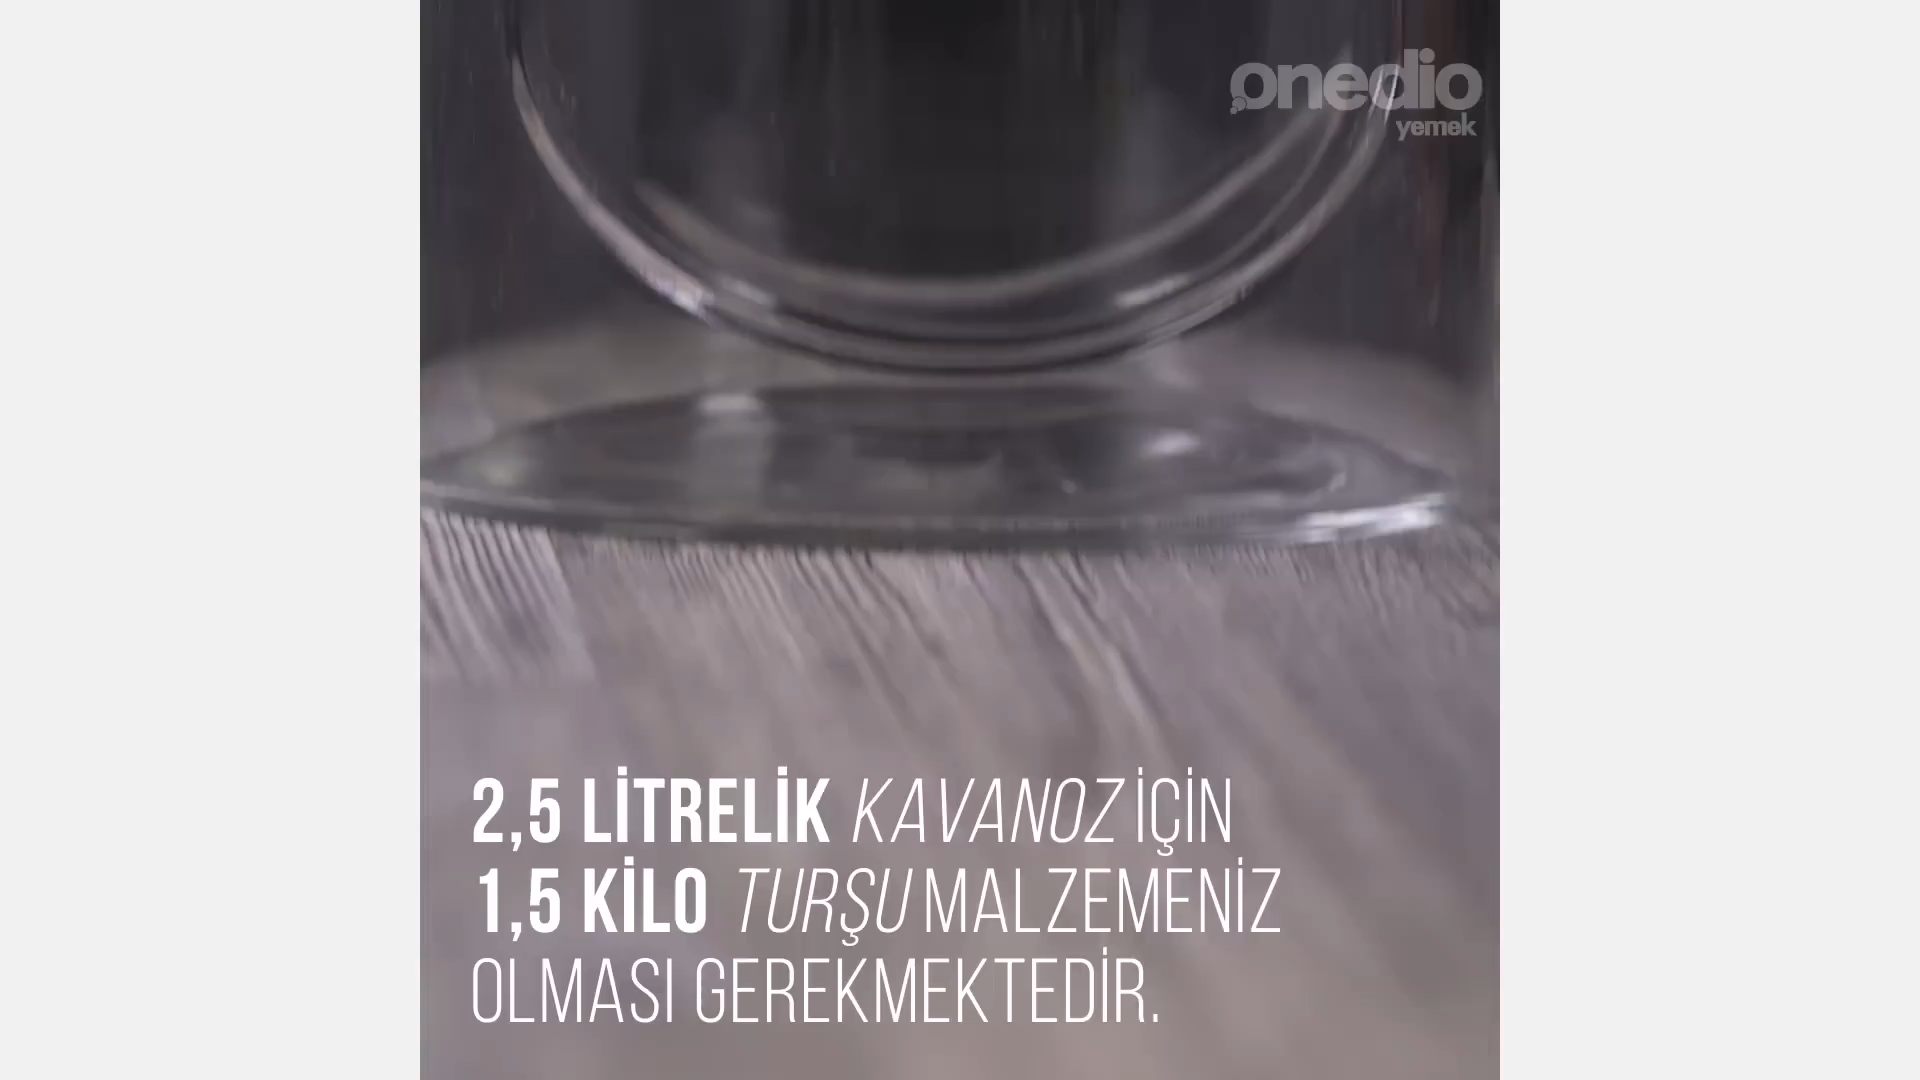 onedio
yemek
2,5 LİTRELİK KAVANOZ İÇİN
1,5 KİLO TURŞU MALZEMENİZ
OLMASI GEREKMEKTEDİR.